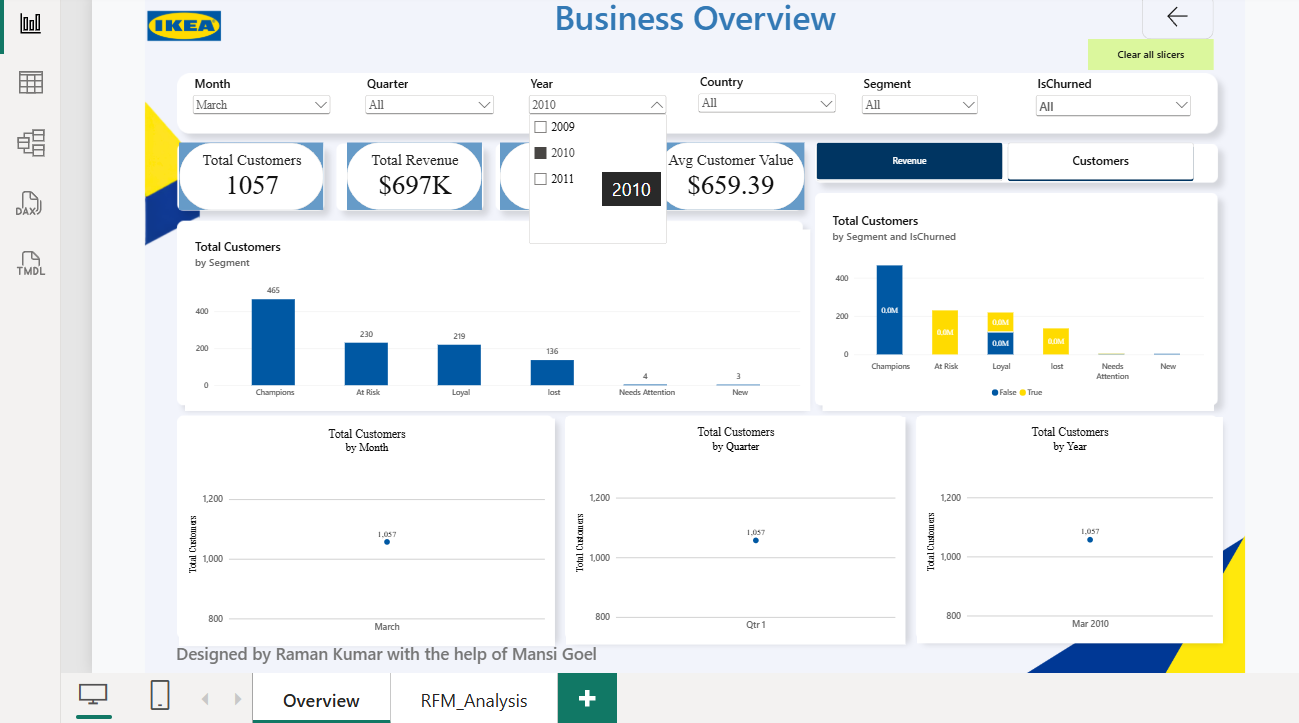 IKEA
Business Overview
Clear all slicers
Month
Quarter
Year
Country
Segment
IsChurned
March
All
2010
All
All
All
2009
2010
2011
2010
Total Customers
1057
Total Revenue
$697K
Avg Customer Value
$659.39
Revenue
Customers
DAX
TMDL
Total Customers
by Segment
400
200
0
465
230
219
136
4
3
Champions
At Risk
Loyal
lost
Needs Attention
New
Total Customers
by Segment and IsChurned
400
200
0
0.0M
0.0M
0.0M
0.0M
0.0M
Champions
At Risk
Loyal
lost
Needs
Attention
New
False
True
Total Customers
by Month
Total Customers
1,200
1,000
800
1,057
March
Total Customers
by Quarter
Total Customers
1,200
1,000
800
1,057
Qtr 1
Total Customers
by Year
Total Customers
1,200
1,000
800
1,057
Mar 2010
Designed by Raman Kumar with the help of Mansi Goel
Overview
RFM_Analysis